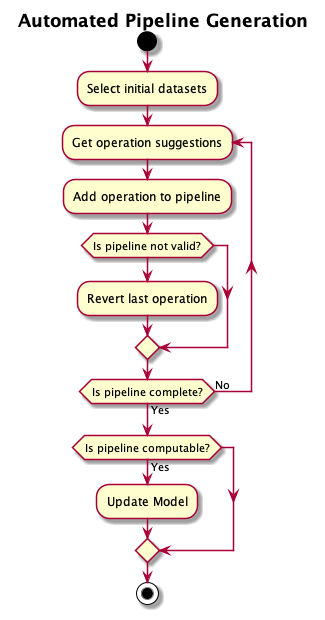 Automated Pipeline Generation
Select initial datasets
Get operation suggestions
Add operation to pipeline
Is pipeline not valid?
Revert last operation
Is pipeline complete?
No
Yes
Is pipeline computable?
Yes
Update Model